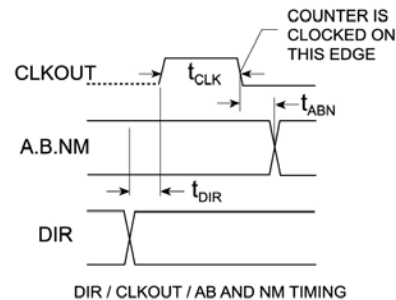 COUNTER IS
CLOCKED ON
THIS EDGE
CLKOUT
tCLK
tABN
A.B.NM
tDIR
DIR
DIR / CLKOUT / AB AND NM TIMING